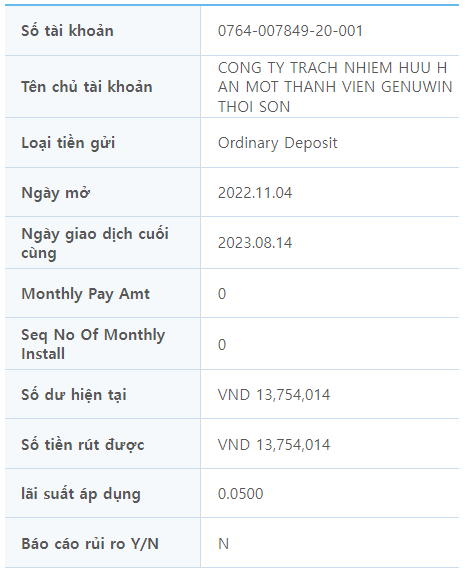 Số tài khoản
0764-007849-20-001
Tên chủ tài khoản
CONG TY TRACH NHIEM HUU H
AN MOT THANH VIEN GENUWIN
THOI SON
Loại tiền gửi
Ordinary Deposit
Ngày mở
2022.11.04
Ngày giao dịch cuối
cùng
2023.08.14
Monthly Pay Amt
0
Seq No Of Monthly
Install
0
Số dư hiện tại
VND 13,754,014
Số tiền rút được
VND 13,754,014
lãi suất áp dụng
0.0500
Báo cáo rủi ro Y/N
N